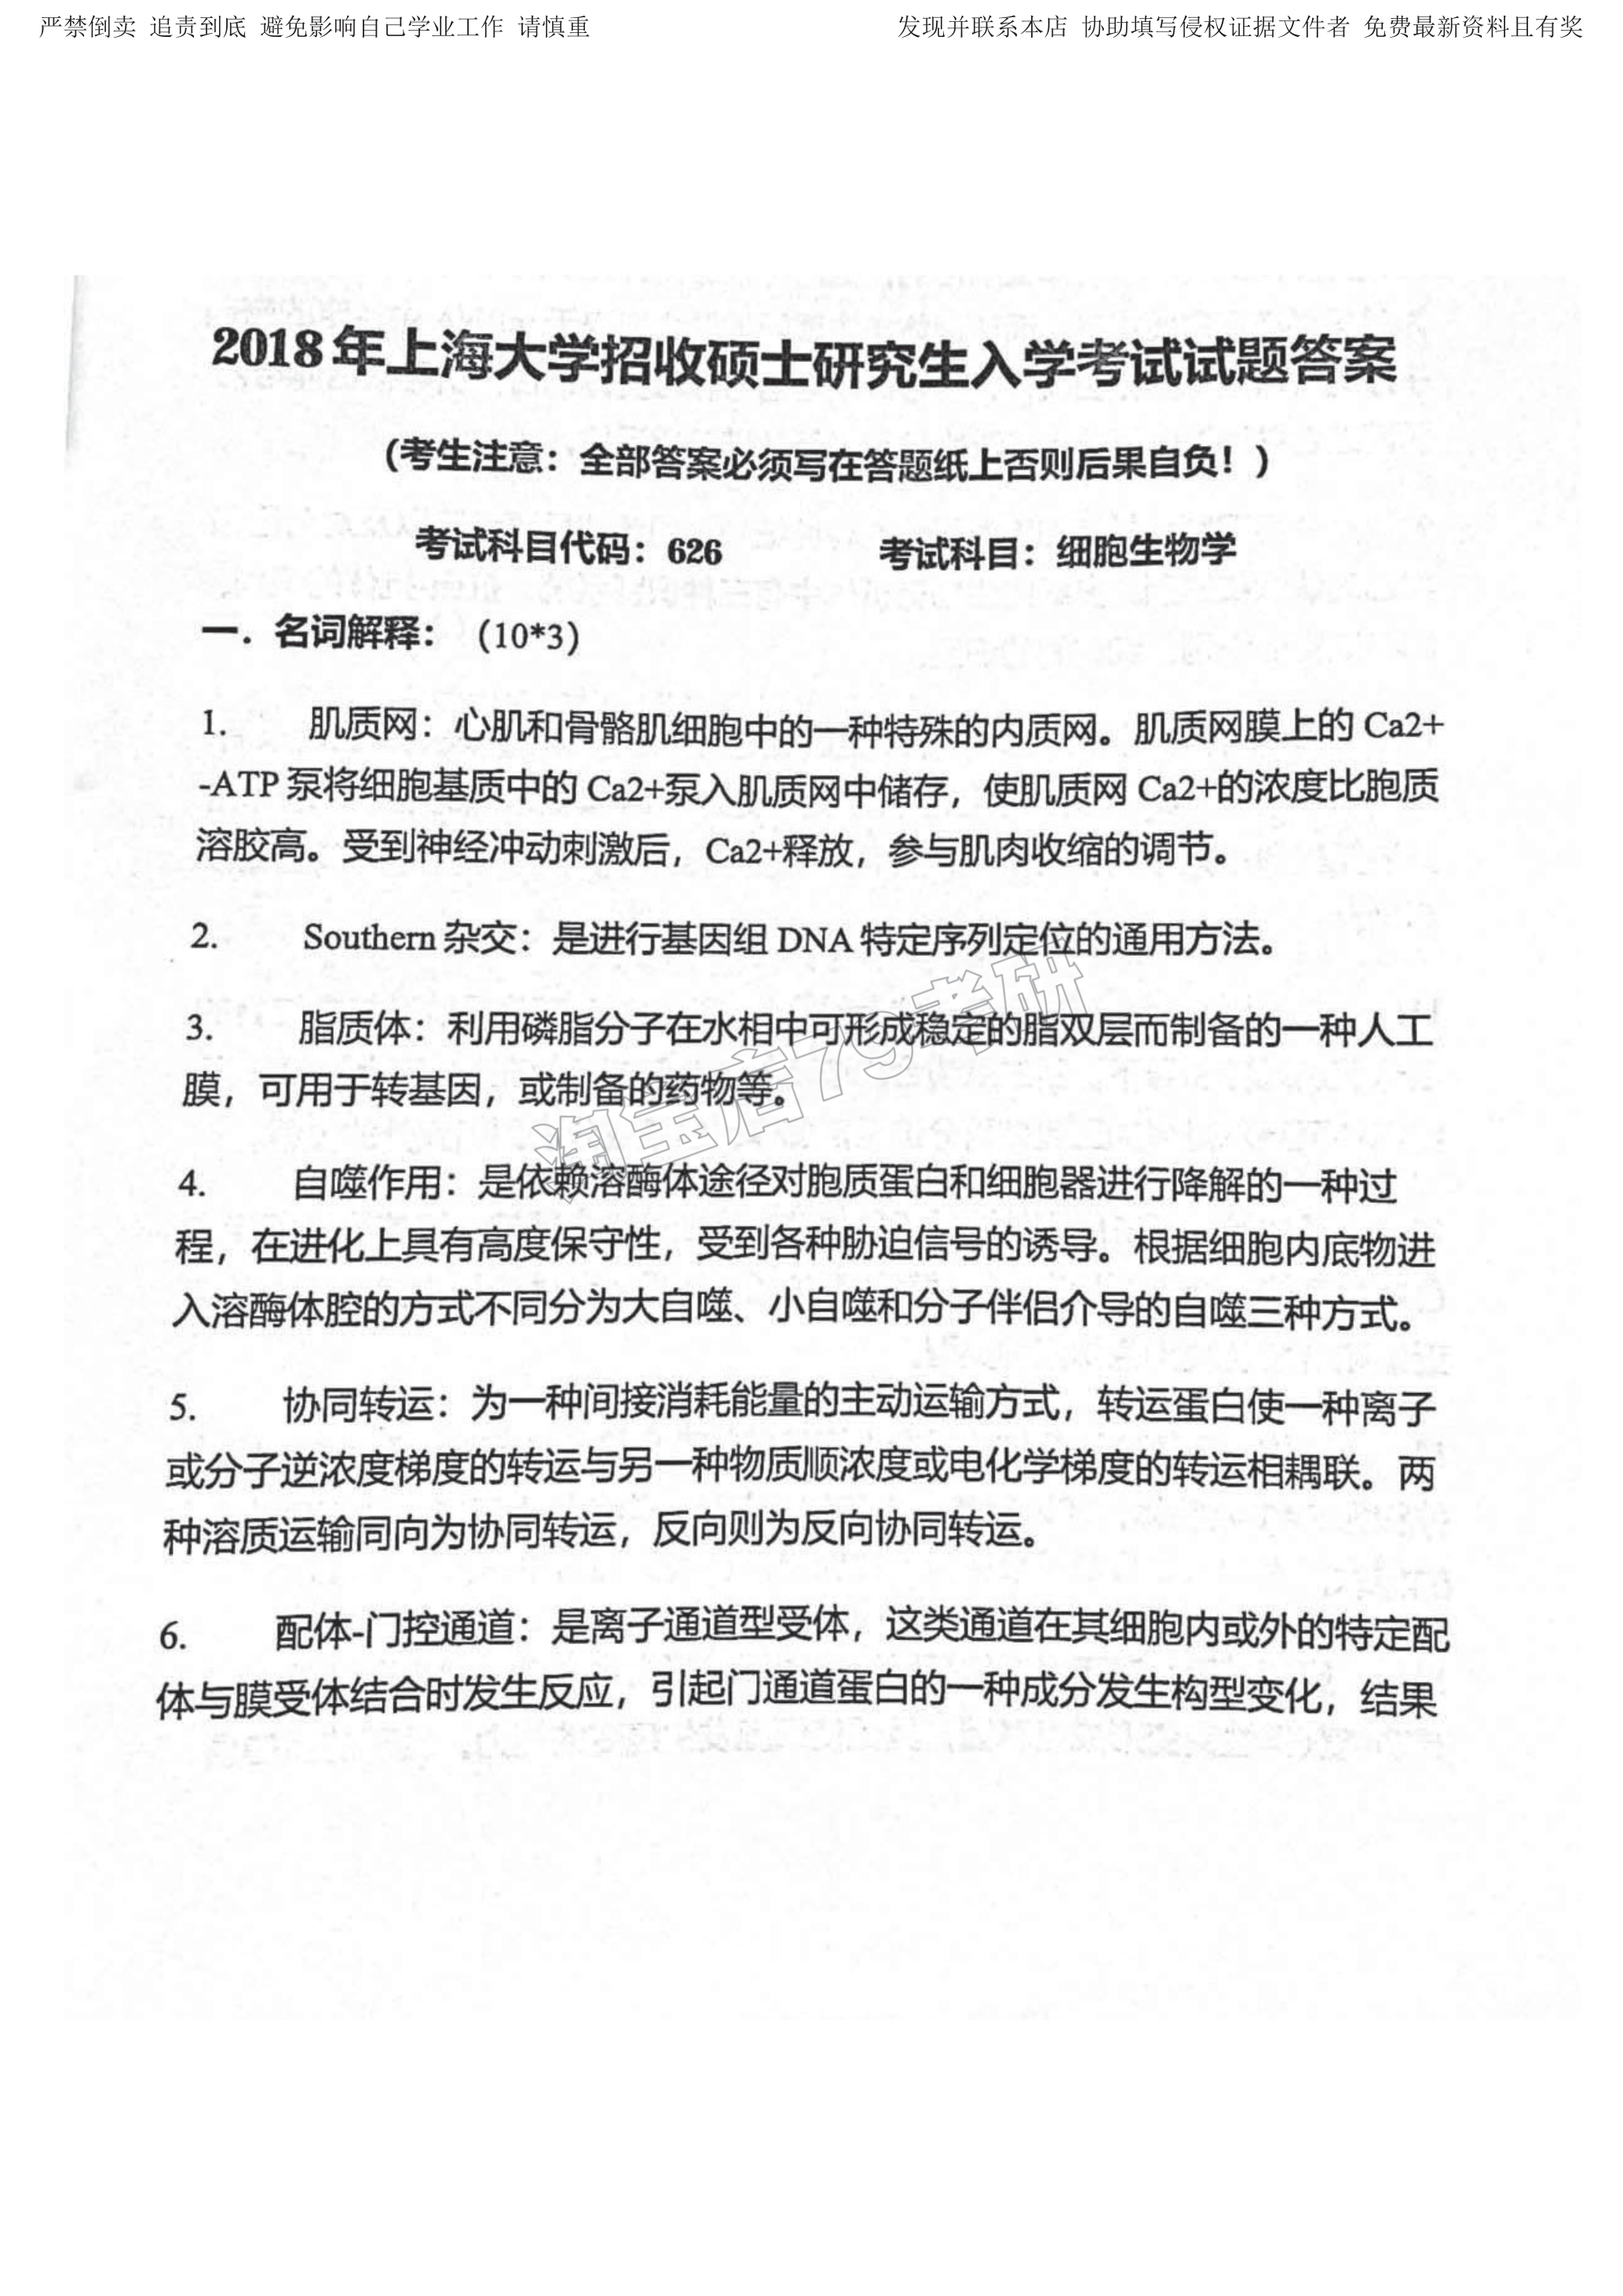 严禁倒卖 追责到底 避免影响自己学业工作 请慎重
发现并联系本店 协助填写侵权证据文件者 免费最新资料且有奖
2018年上海大学招收硕士研究生入学考试试题答案
（考生注意：全部答案必须写在答题纸上否则后果自负！）
考试科目代码：626 考试科目：细胞生物学
一．名词解释：（10*3）
1. 肌质网：心肌和骨骼肌细胞中的一种特殊的内质网。肌质网膜上的 Ca2+
-ATP 泵将细胞基质中的 Ca2+泵入肌质网中储存，使肌质网 Ca2+的浓度比胞质
溶胶高。受到神经冲动刺激后，Ca2+释放，参与肌肉收缩的调节。
2. Southern 杂交：是进行基因组 DNA 特定序列定位的通用方法。
3. 脂质体：利用磷脂分子在水相中可形成稳定的脂双层而制备的一种人工
膜，可用于转基因，或制备的药物等。
淘宝店79考研
4. 自噬作用：是依赖溶酶体途径对胞质蛋白和细胞器进行降解的一种过
程，在进化上具有高度保守性，受到各种胁迫信号的诱导。根据细胞内底物进
入溶酶体腔的方式不同分为大自噬、小自噬和分子伴侣介导的自噬三种方式。
5. 协同转运：为一种间接消耗能量的主动运输方式，转运蛋白使一种离子
或分子逆浓度梯度的转运与另一种物质顺浓度或电化学梯度的转运相耦联。两
种溶质运输同向为协同转运，反向则为反向协同转运。
6. 配体-门控通道：是离子通道型受体，这类通道在其细胞内或外的特定配
体与膜受体结合时发生反应，引起门通道蛋白的一种成分发生构型变化，结果